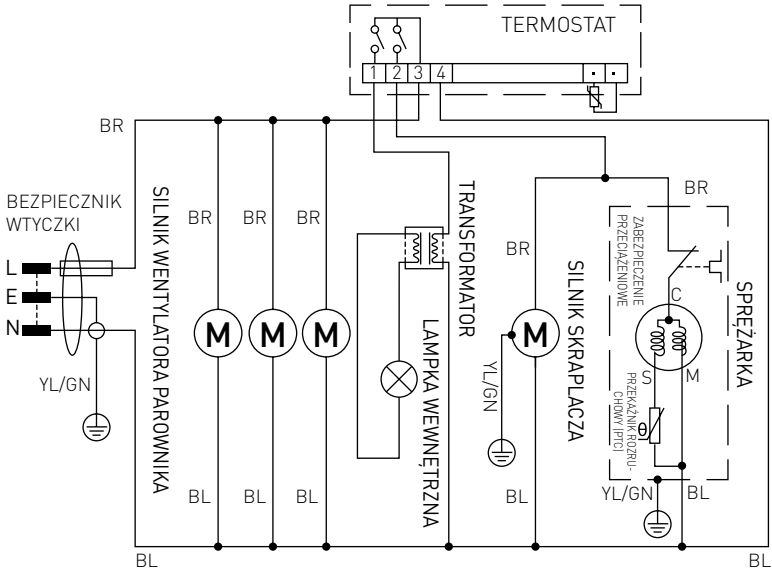 TERMOSTAT
1 2 3 4
BR
BEZPIECZNIK
WTYCZKI
L
E
N
YL/GN
SILNIK WENTYLATORA PAROWNIKA
BR
BR
BR
M
M
M
BL
BL
BL
TRANSFORMATOR
LAMPKA WEWNĘTRZNA
BR
M
YL/GN
SILNIK SKRAPLACZA
BL
BR
ZABEZPIECZENIE
PRZECIĄŻENIOWE
SPRĘŻARKA
C
S
M
PRZEKAŹNIK ROZRU-
CHOWY (PTC)
θ
YL/GN
BL
BL
BL